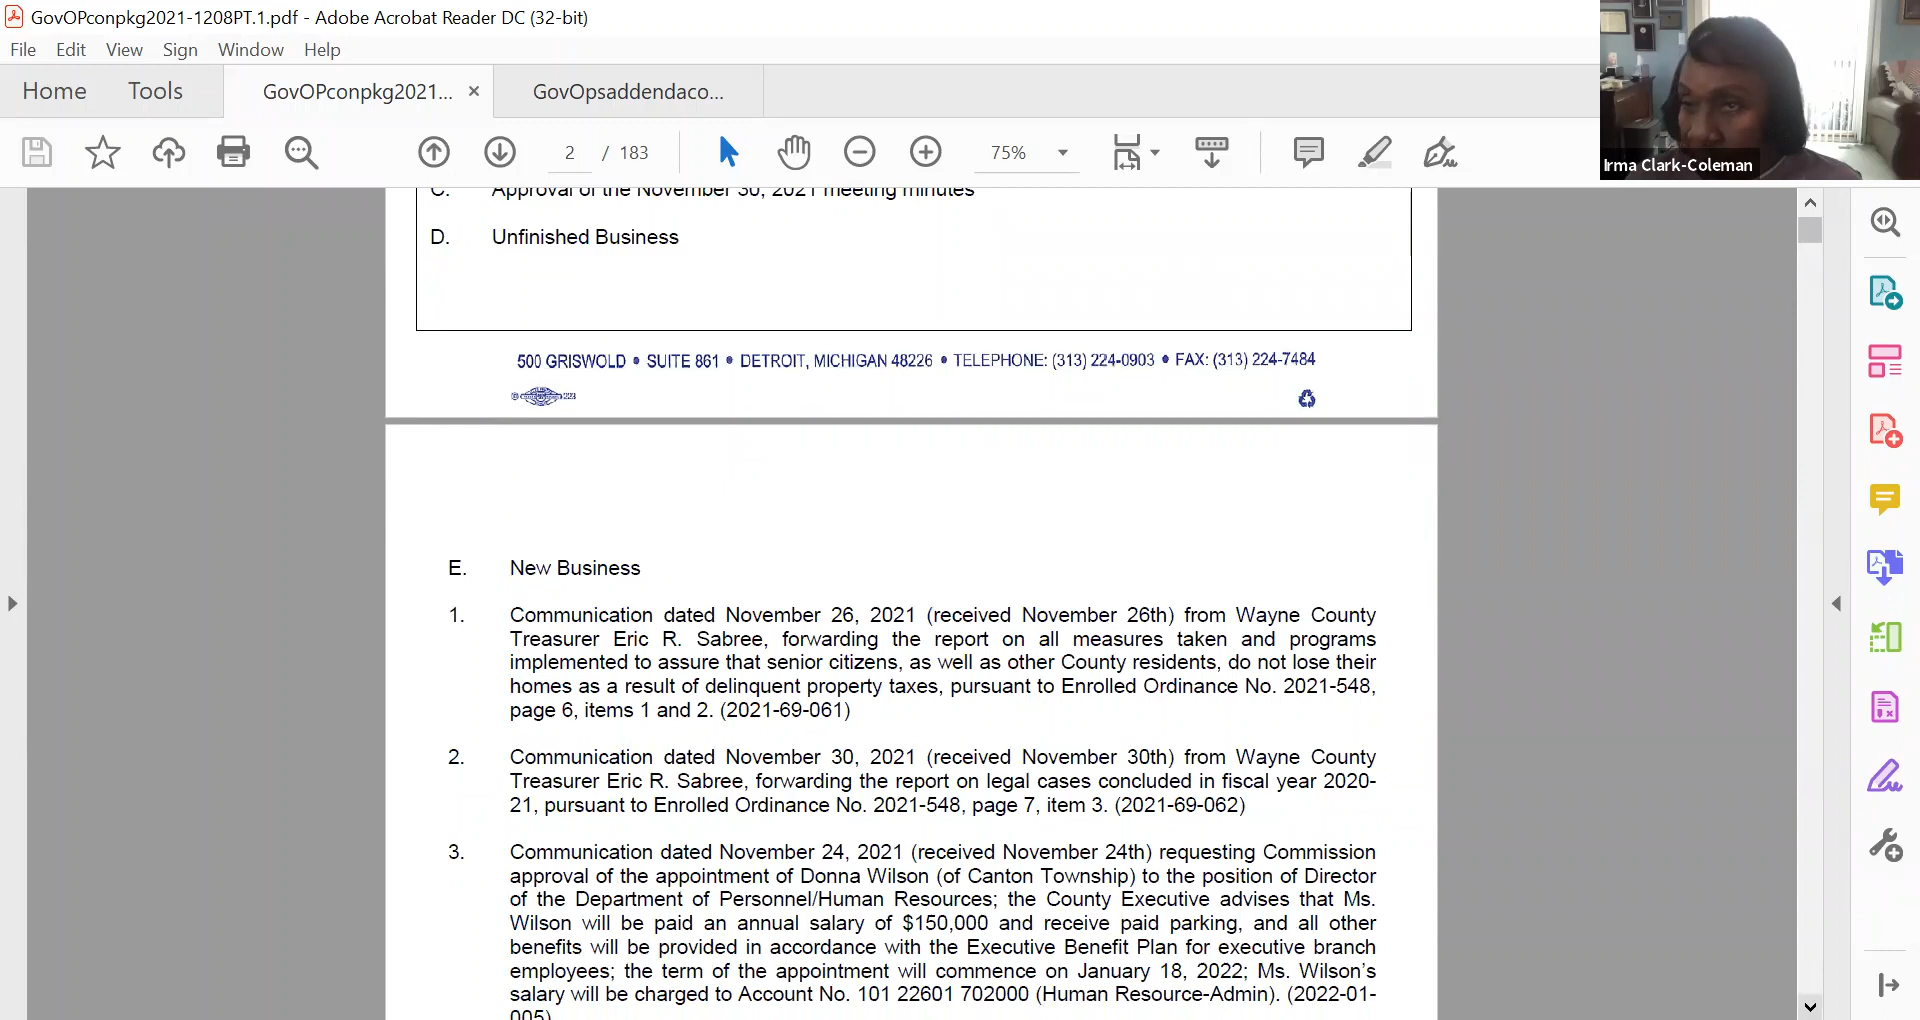 GovOPconpkg2021-1208PT.1.pdf - Adobe Acrobat Reader DC (32-bit)
File Edit View Sign Window Help
Home Tools GovOPconpkg2021... × GovOpsaddendaco...
2 / 183 75%
Irma Clark-Coleman
C. Approval of the November 30, 2021 meeting minutes
D. Unfinished Business
500 GRISWOLD • SUITE 861 • DETROIT, MICHIGAN 48226 • TELEPHONE: (313) 224-0903 • FAX: (313) 224-7484
223
E. New Business
1. Communication dated November 26, 2021 (received November 26th) from Wayne County
Treasurer Eric R. Sabree, forwarding the report on all measures taken and programs
implemented to assure that senior citizens, as well as other County residents, do not lose their
homes as a result of delinquent property taxes, pursuant to Enrolled Ordinance No. 2021-548,
page 6, items 1 and 2. (2021-69-061)
2. Communication dated November 30, 2021 (received November 30th) from Wayne County
Treasurer Eric R. Sabree, forwarding the report on legal cases concluded in fiscal year 2020-
21, pursuant to Enrolled Ordinance No. 2021-548, page 7, item 3. (2021-69-062)
3. Communication dated November 24, 2021 (received November 24th) requesting Commission
approval of the appointment of Donna Wilson (of Canton Township) to the position of Director
of the Department of Personnel/Human Resources; the County Executive advises that Ms.
Wilson will be paid an annual salary of $150,000 and receive paid parking, and all other
benefits will be provided in accordance with the Executive Benefit Plan for executive branch
employees; the term of the appointment will commence on January 18, 2022; Ms. Wilson's
salary will be charged to Account No. 101 22601 702000 (Human Resource-Admin). (2022-01-
005)